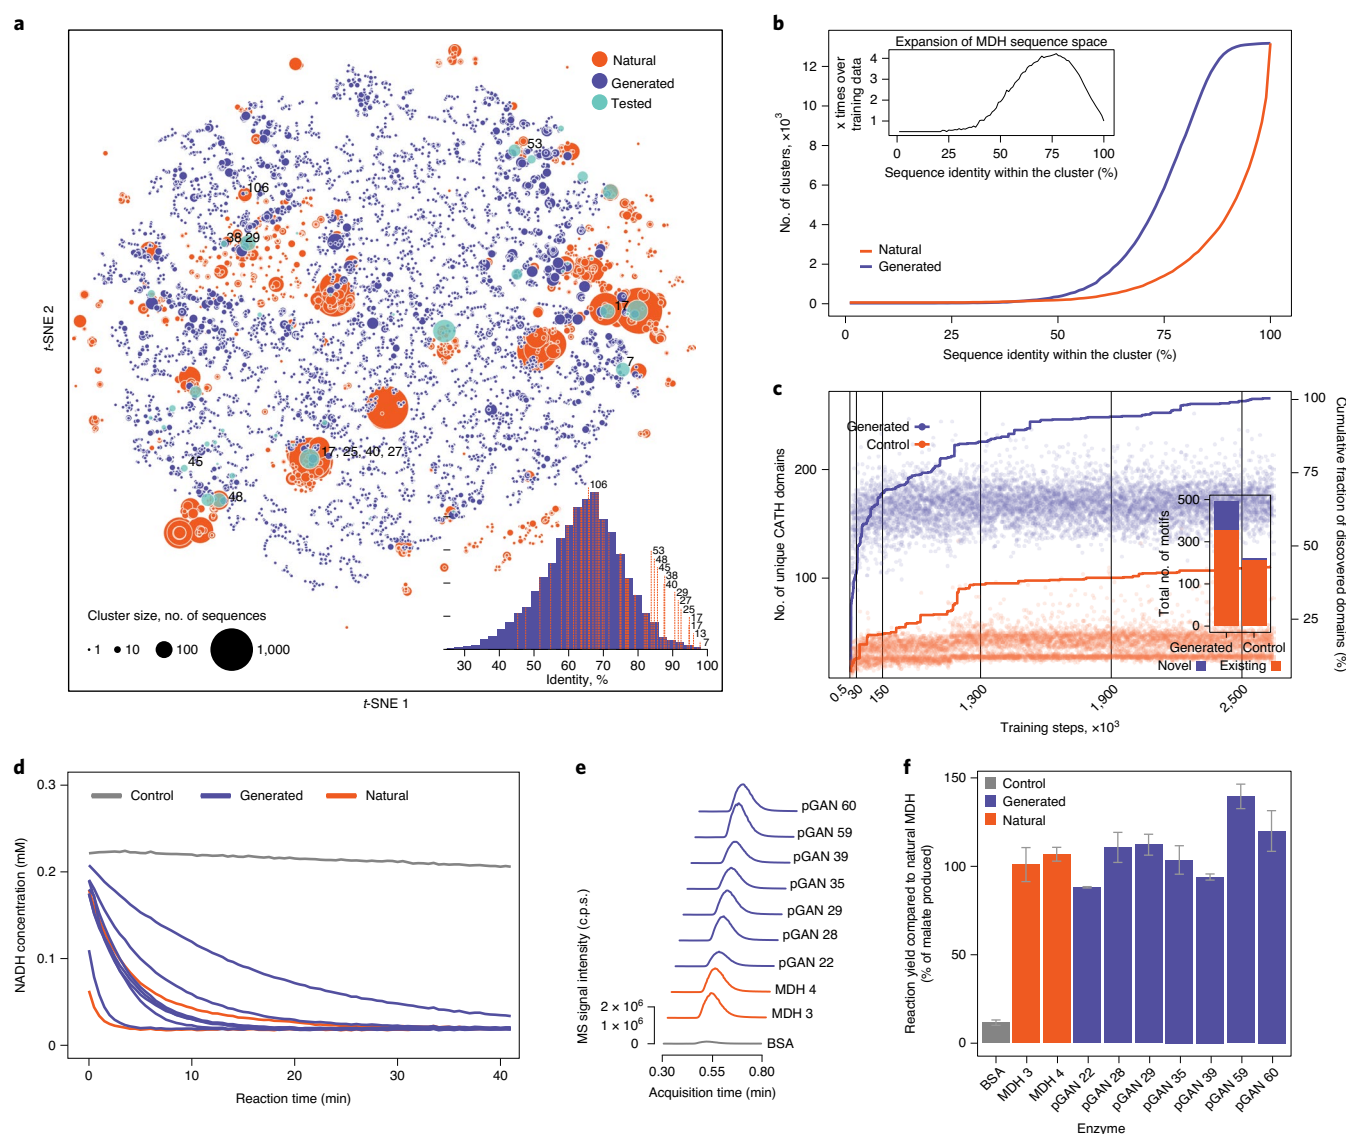 a
Natural
Generated
Tested
53
106
38 29
17
7
17, 25, 40, 27
45
48
t-SNE 2
t-SNE 1
Cluster size, no. of sequences
1
10
100
1,000
106
53
48
45
38
40
29
27
25
17
17
13
7
30 40 50 60 70 80 90 100
Identity, %
b
Expansion of MDH sequence space
x times over
training data
4
3
2
1
0 25 50 75 100
Sequence identity within the cluster (%)
No. of clusters, ×10³
12
10
8
6
4
2
0
Natural
Generated
0 25 50 75 100
Sequence identity within the cluster (%)
c
Generated
Control
No. of unique CATH domains
200
100
100
75
50
25
Cumulative fraction of discovered domains (%)
Total no. of motifs
500
300
100
0
Generated Control
Novel Existing
0.5 30 150 1,300 1,900 2,500
Training steps, ×10³
d
Control Generated Natural
NADH concentration (mM)
0.3
0.2
0.1
0
0 10 20 30 40
Reaction time (min)
e
pGAN 60
pGAN 59
pGAN 39
pGAN 35
pGAN 29
pGAN 28
pGAN 22
MDH 4
MDH 3
BSA
MS signal intensity (c.p.s.)
2 × 10⁶
1 × 10⁶
0
0.30 0.55 0.80
Acquisition time (min)
f
Control
Generated
Natural
Reaction yield compared to natural MDH
(% of malate produced)
150
100
50
0
BSA MDH 3 MDH 4 pGAN 22 pGAN 28 pGAN 29 pGAN 35 pGAN 39 pGAN 59 pGAN 60
Enzyme